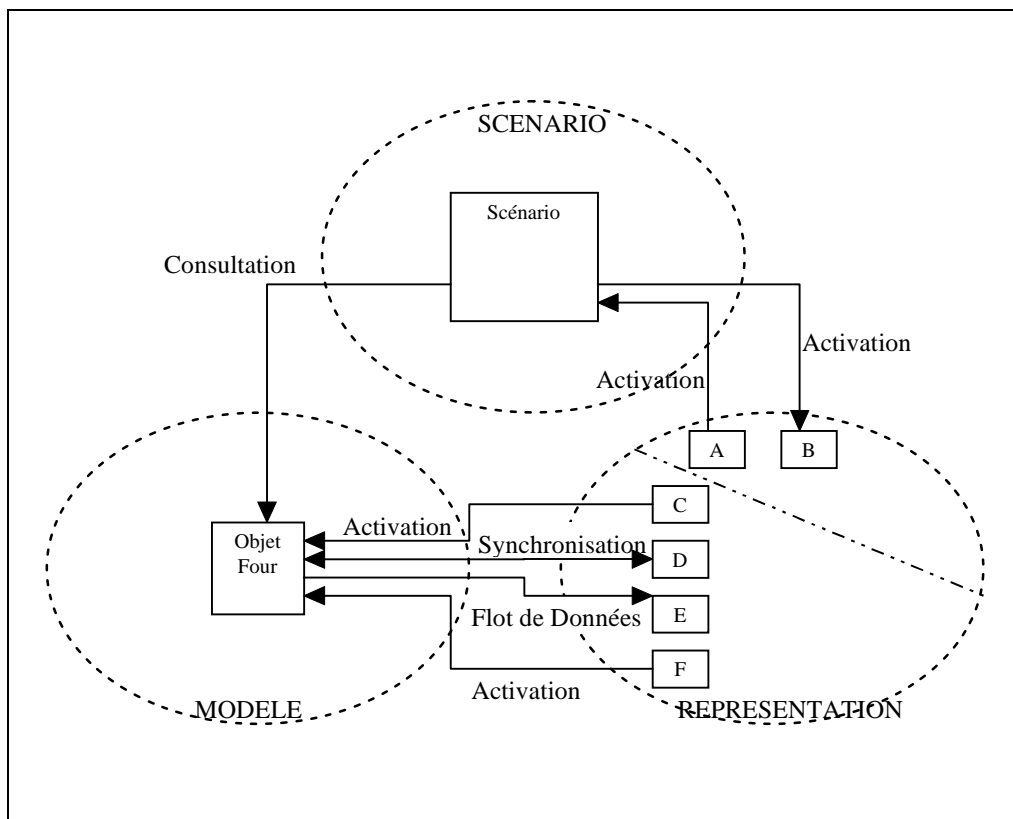 SCENARIO
Scénario
Consultation
Activation
Activation
A
B
C
Activation
Objet
Four
Synchronisation
D
E
Flot de Données
F
Activation
MODELE
REPRESENTATION